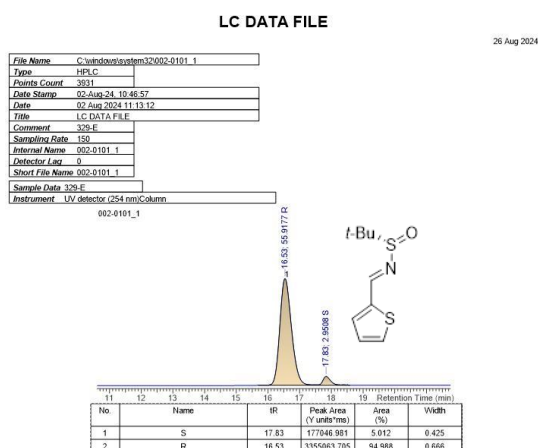 LC DATA FILE
26 Aug 2024
File Name C:\windows\system32\002-0101_1
Type HPLC
Points Count 3931
Date Stamp 02-Aug-24, 10:46:57
Date 02 Aug 2024 11:13:12
Title LC DATA FILE
Comment 329-E
Sampling Rate 150
Internal Name 002-0101_1
Detector Lag 0
Short File Name 002-0101_1
Sample Data 329-E
Instrument UV detector (254 nm)Column
002-0101_1
16.53; 55.9177 R
17.83; 2.9508 S
t-Bu
S O
N
S
11 12 13 14 15 16 17 18 19 Retention Time (min)
No. Name tR Peak Area (Y units*ms) Area (%) Width
1 S 17.83 177046.981 5.012 0.425
2 R 16.53 3355063.705 94.988 0.666